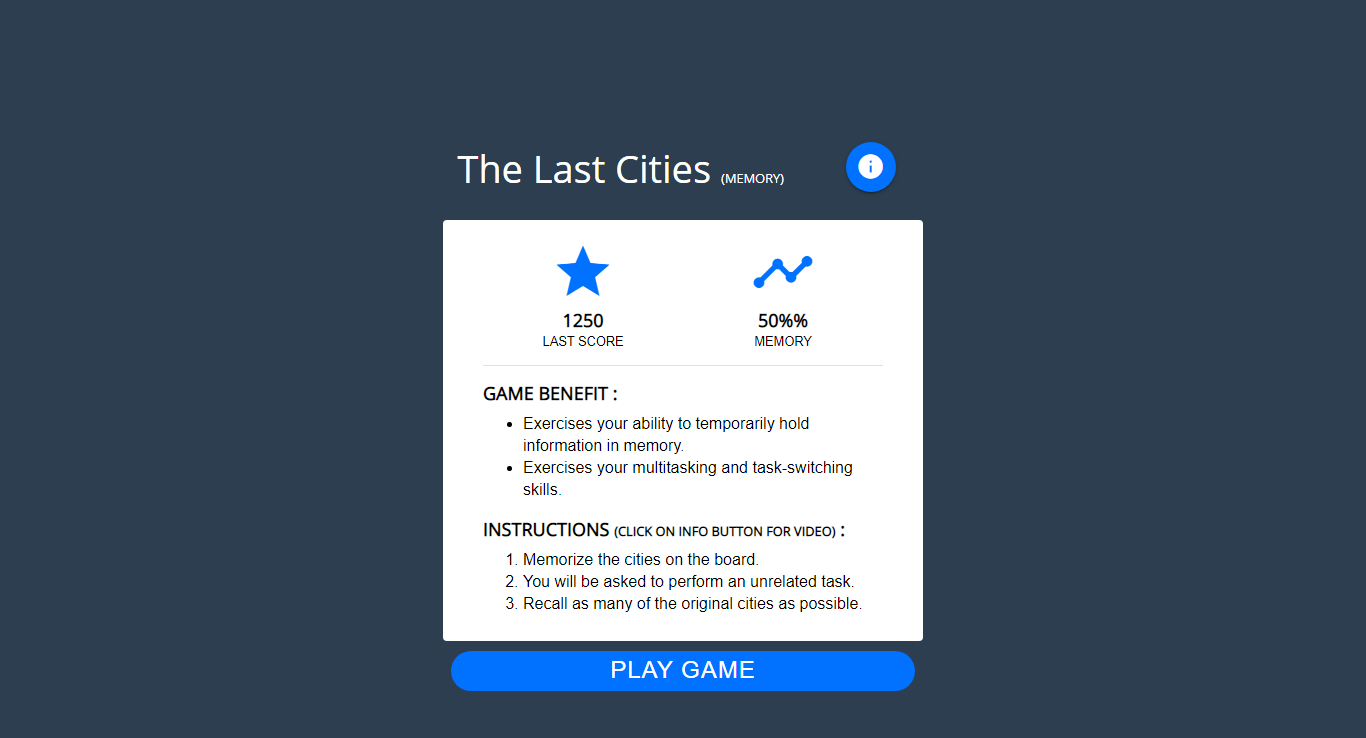 The Last Cities (MEMORY)
1250
LAST SCORE
50%%
MEMORY
GAME BENEFIT :
• Exercises your ability to temporarily hold
information in memory.
• Exercises your multitasking and task-switching
skills.
INSTRUCTIONS (CLICK ON INFO BUTTON FOR VIDEO) :
1. Memorize the cities on the board.
2. You will be asked to perform an unrelated task.
3. Recall as many of the original cities as possible.
PLAY GAME